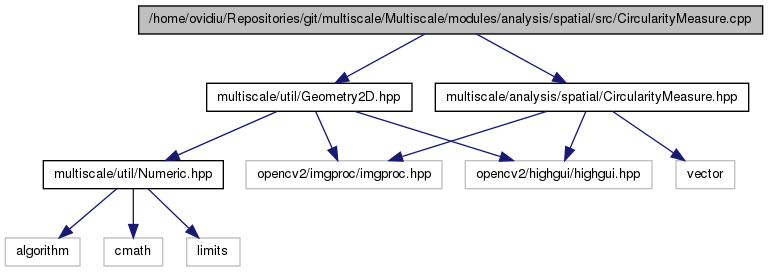 /home/ovidiu/Repositories/git/multiscale/Multiscale/modules/analysis/spatial/src/CircularityMeasure.cpp
multiscale/util/Geometry2D.hpp
multiscale/analysis/spatial/CircularityMeasure.hpp
multiscale/util/Numeric.hpp
opencv2/imgproc/imgproc.hpp
opencv2/highgui/highgui.hpp
vector
algorithm
cmath
limits